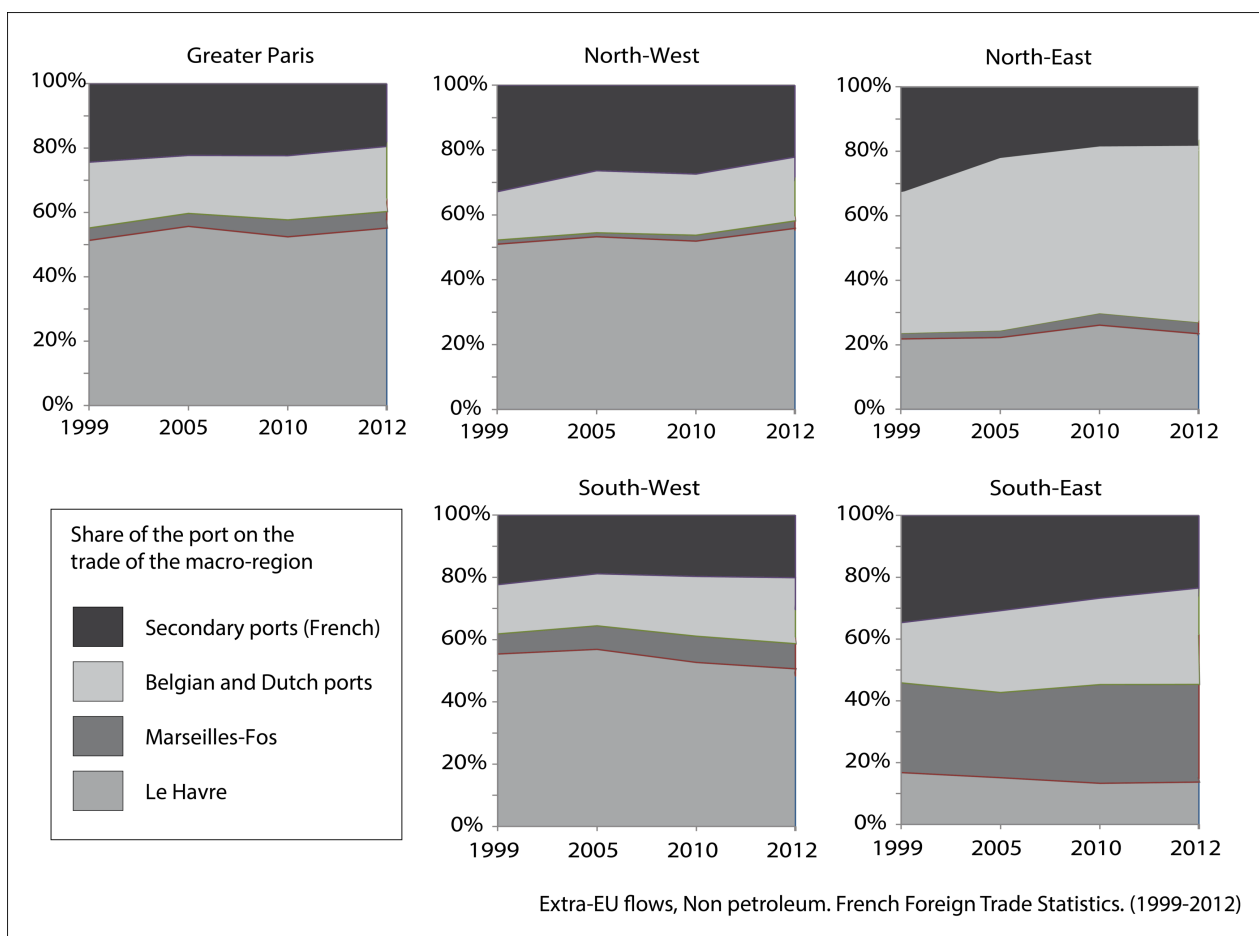 Greater Paris
100%
80%
60%
40%
20%
0%
1999 2005 2010 2012
North-West
100%
80%
60%
40%
20%
0%
1999 2005 2010 2012
North-East
100%
80%
60%
40%
20%
0%
1999 2005 2010 2012
Share of the port on the
trade of the macro-region
Secondary ports (French)
Belgian and Dutch ports
Marseilles-Fos
Le Havre
South-West
100%
80%
60%
40%
20%
0%
1999 2005 2010 2012
South-East
100%
80%
60%
40%
20%
0%
1999 2005 2010 2012
Extra-EU flows, Non petroleum. French Foreign Trade Statistics. (1999-2012)